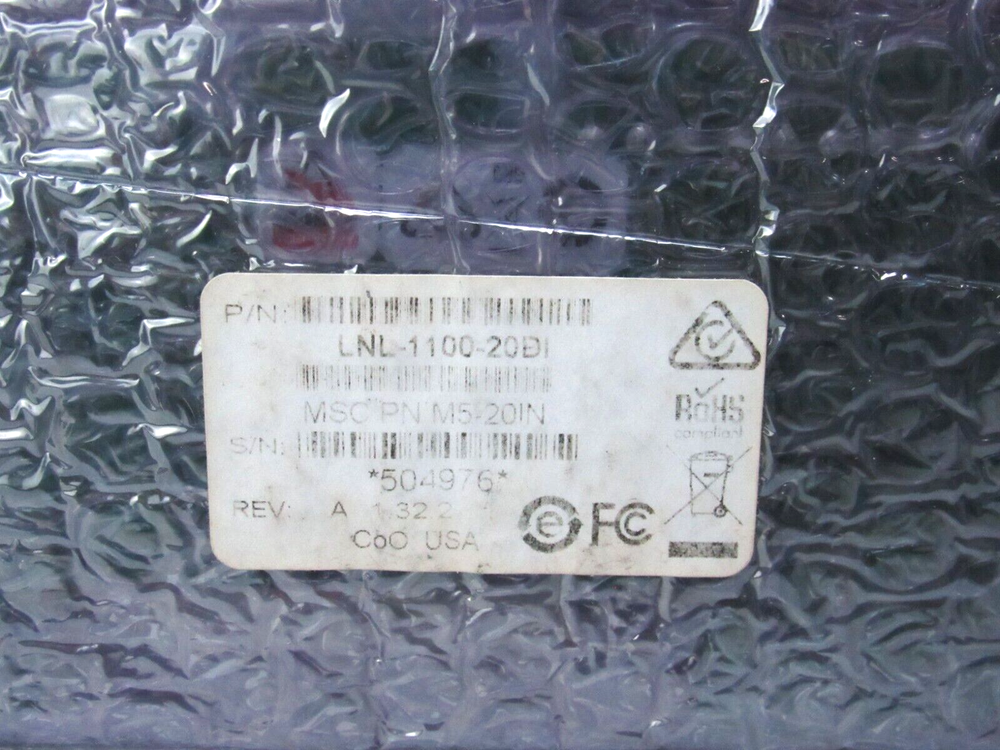 P/N:
LNL-1100-20DI
MSC PN M5-20IN
S/N:
*504976*
REV: A 1.32.2
CoO USA
e FC
RoHS
compliant